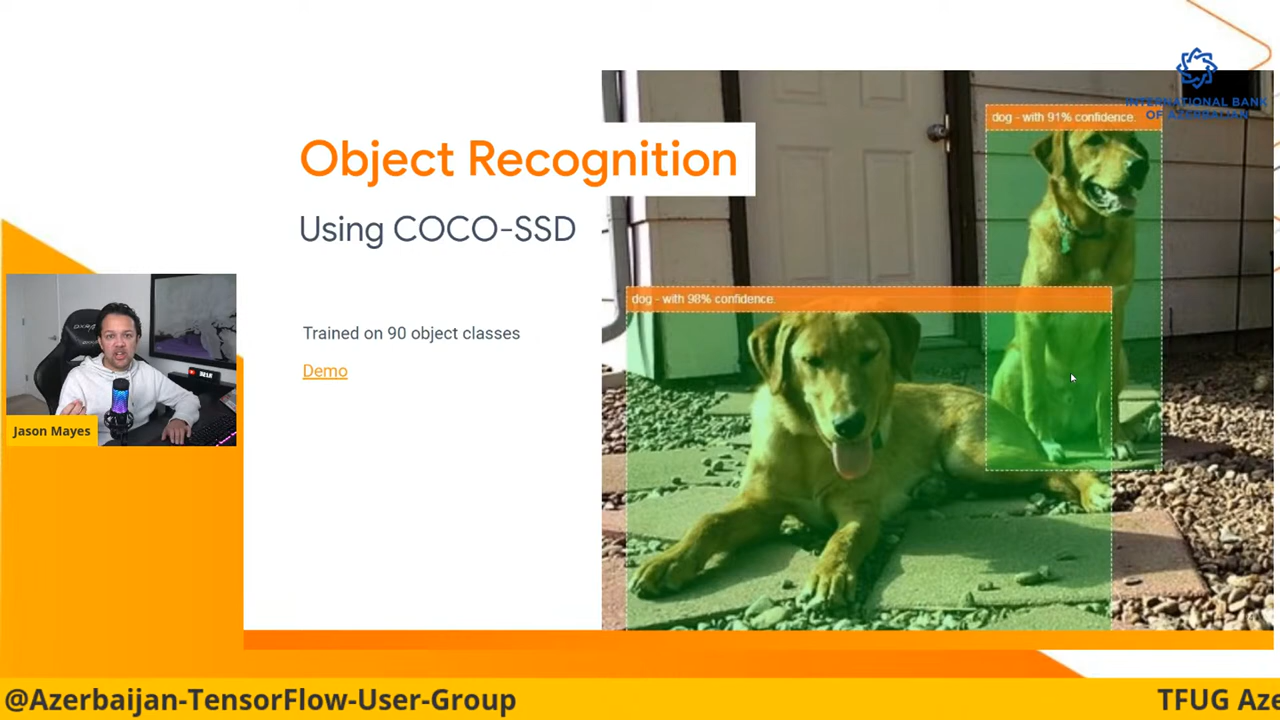 INTERNATIONAL BANK
OF AZERBAIJAN
dog - with 91% confidence.
Object Recognition
Using COCO-SSD
dog - with 98% confidence.
Trained on 90 object classes
Demo
Jason Mayes
@Azerbaijan-TensorFlow-User-Group
TFUG Aze